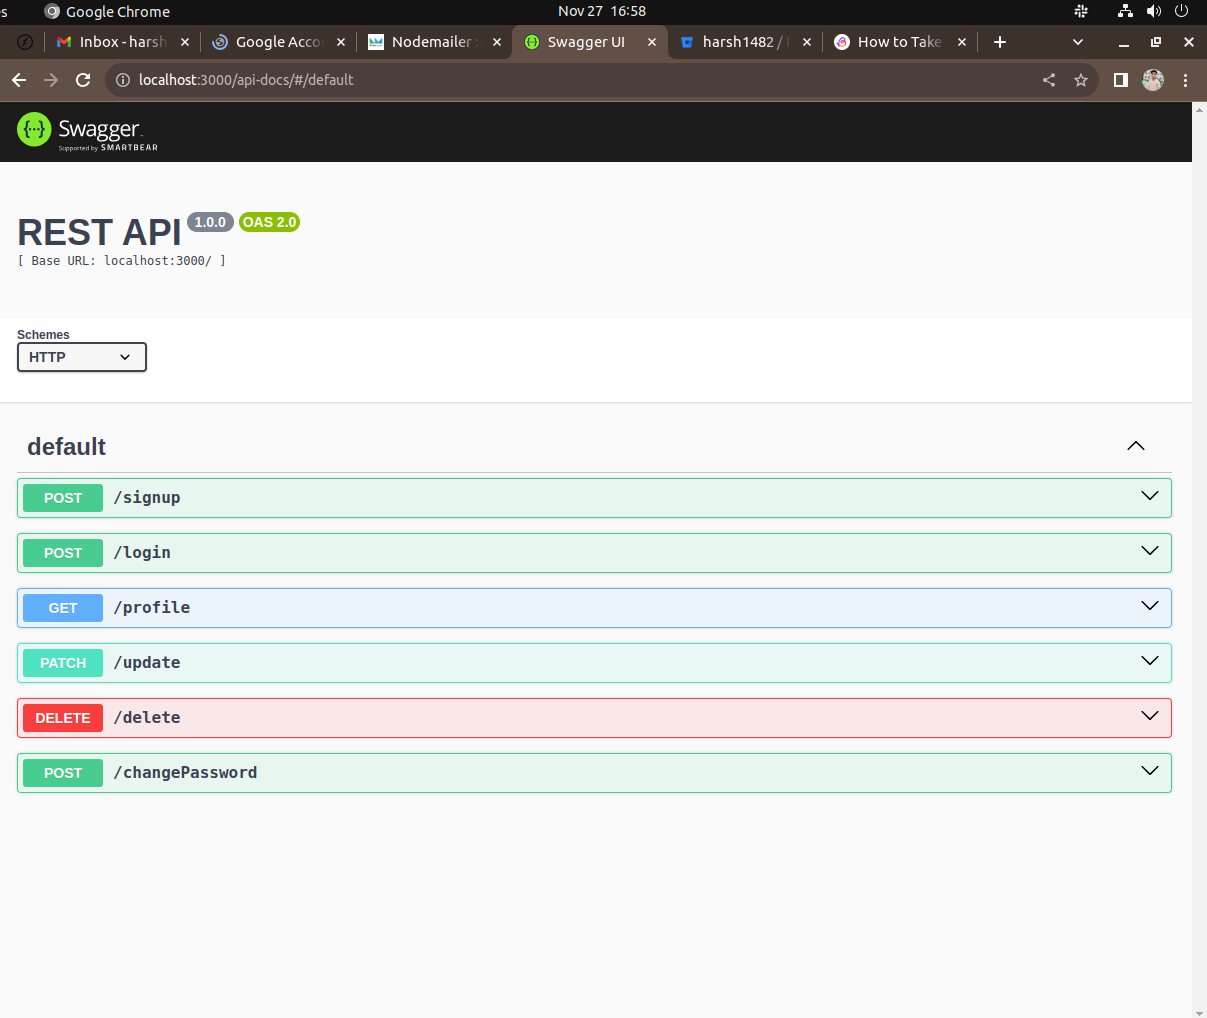 s Google Chrome Nov 27 16:58
Inbox - harsh Google Acco Nodemailer Swagger UI harsh1482 / How to Take
localhost:3000/api-docs/#/default
Swagger.
Supported by SMARTBEAR
REST API 1.0.0 OAS 2.0
[ Base URL: localhost:3000/ ]
Schemes
HTTP
default
POST /signup
POST /login
GET /profile
PATCH /update
DELETE /delete
POST /changePassword